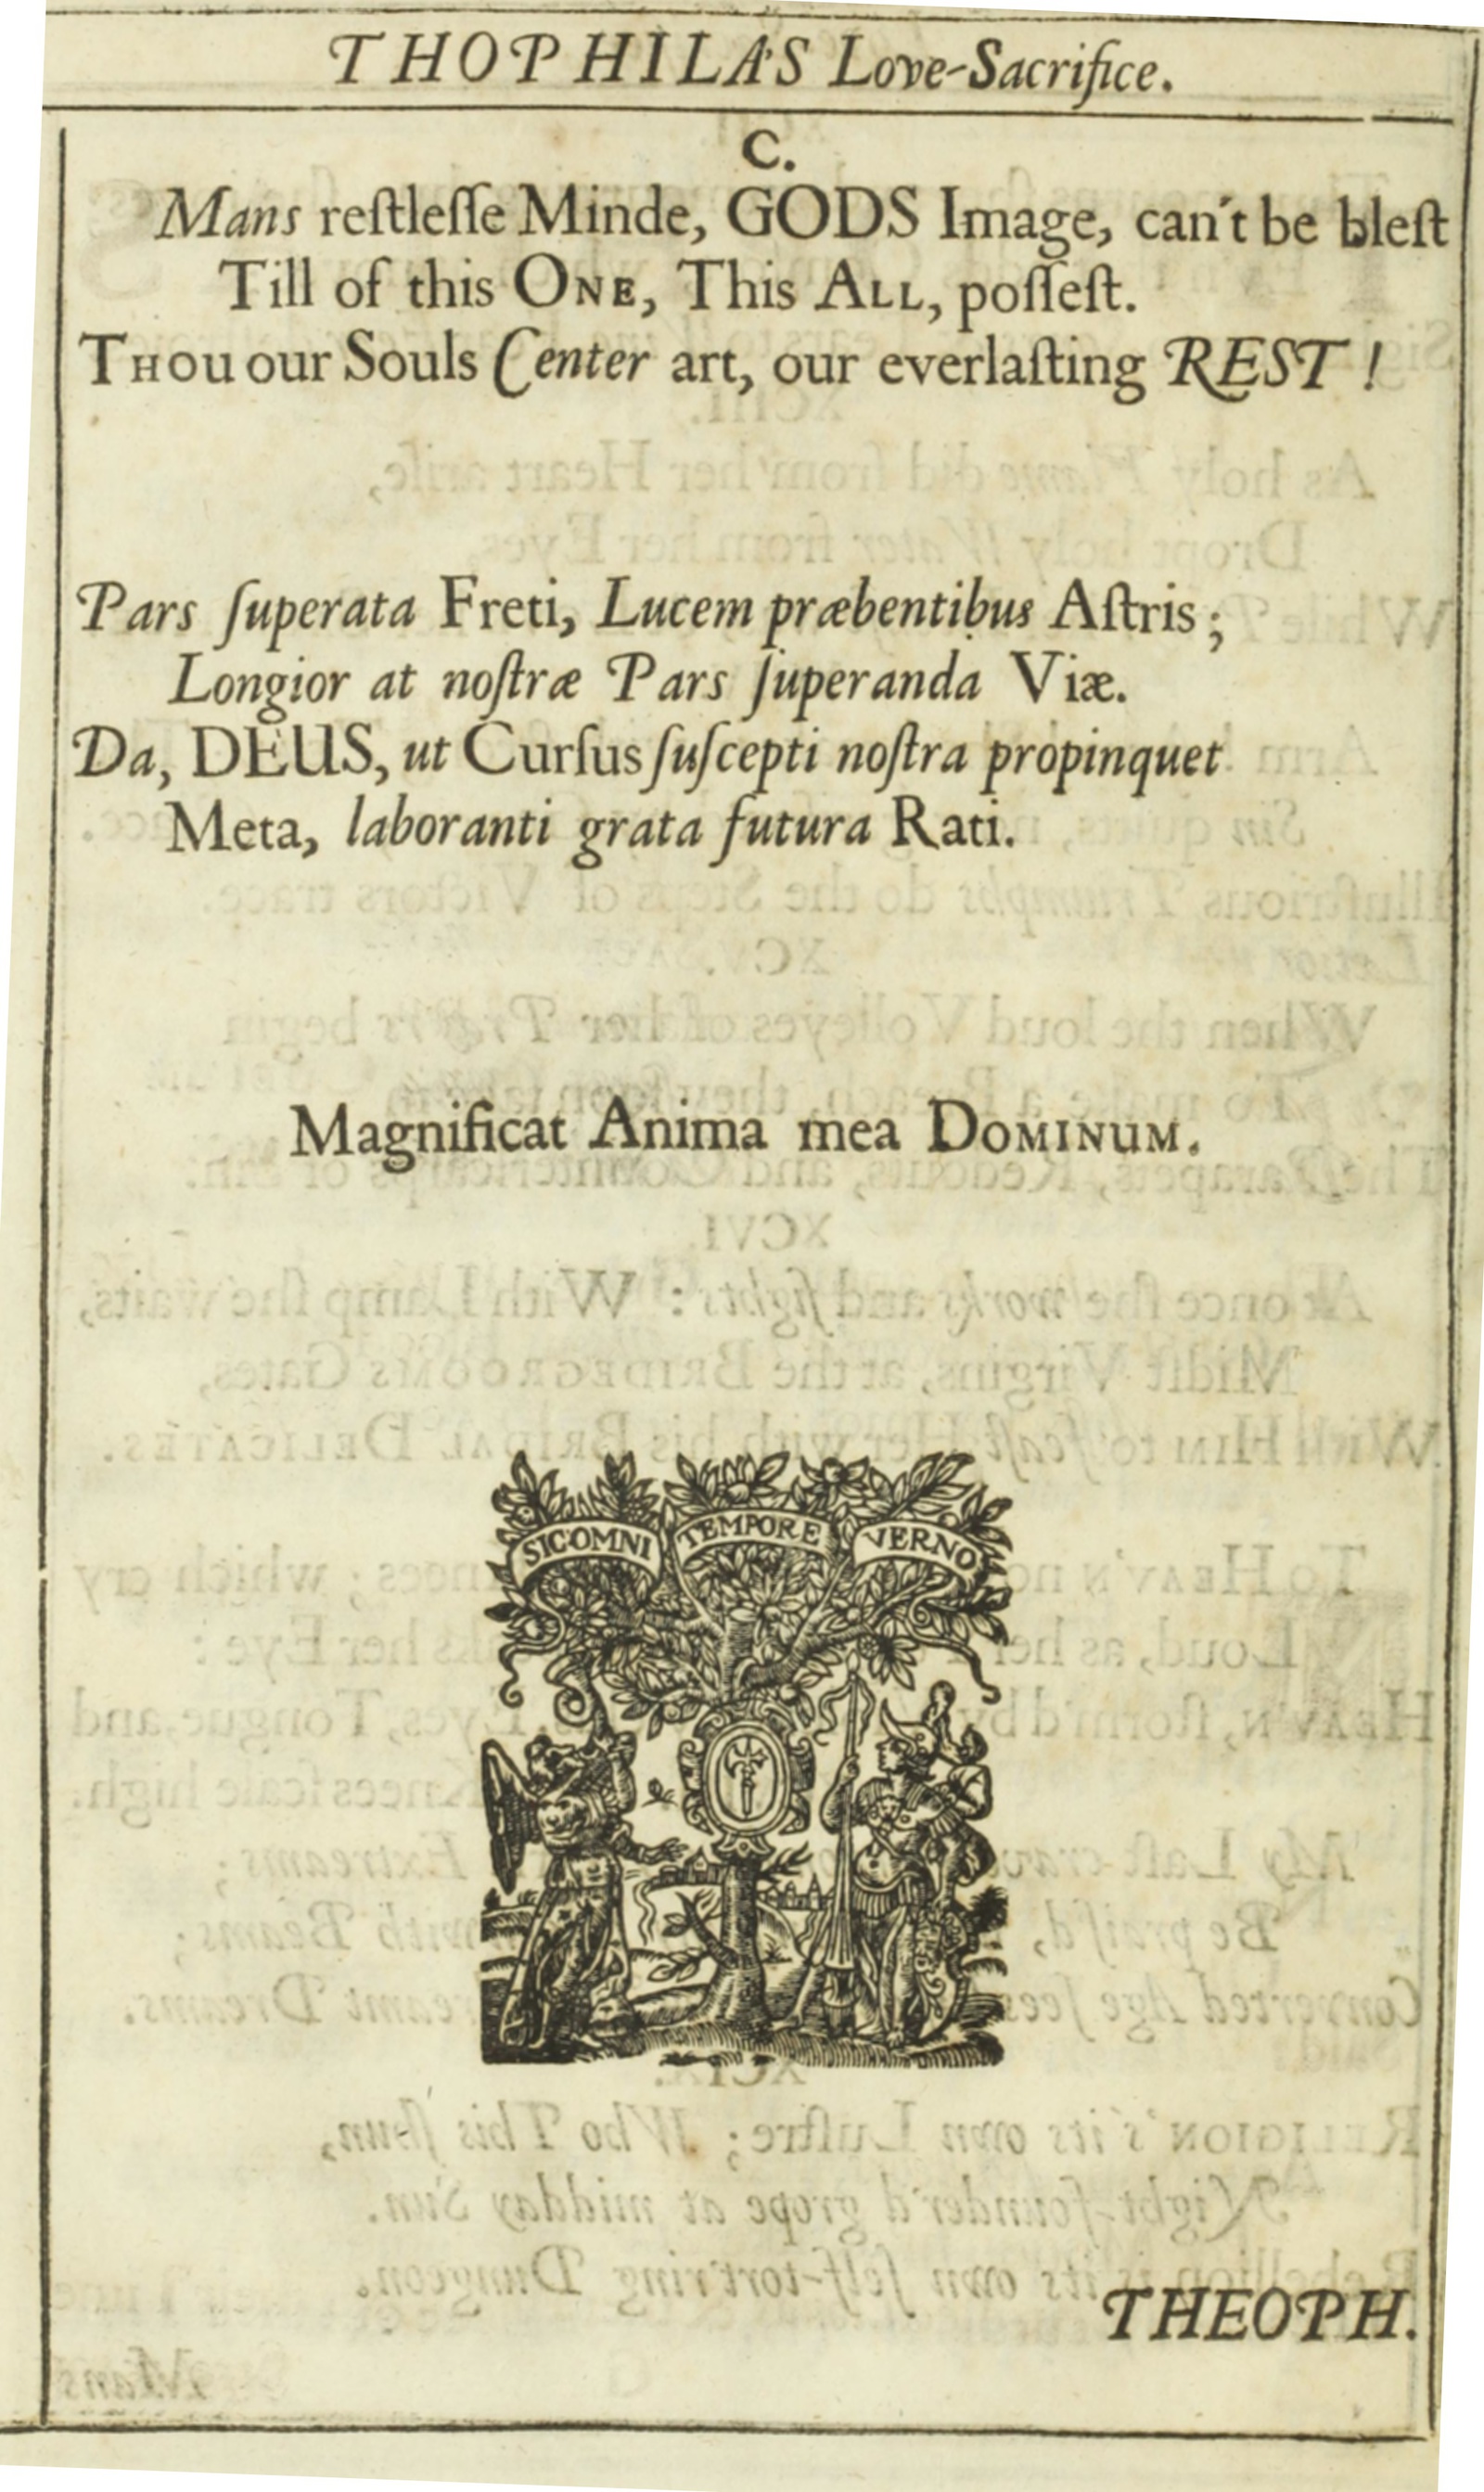 THOPHILA'S Love-Sacrifice.
C.
Mans reſtleſſe Minde, GODS Image, can't be bleſt
Till of this ONE, This ALL, poſſeſt.
THOU our Souls Center art, our everlaſting REST !
Pars ſuperata Freti, Lucem præbentibus Aſtris ;
Longior at noſtræ Pars ſuperanda Viæ.
Da, DEUS, ut Curſus ſuſcepti noſtra propinquet
Meta, laboranti grata futura Rati.
Magnificat Anima mea DOMINUM.
SIC OMNI TEMPORE VERNO
THEOPH.